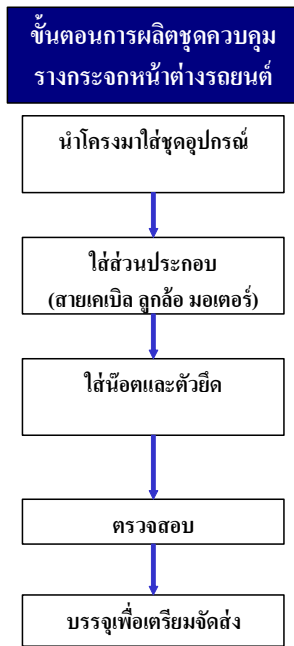 ขั้นตอนการผลิตชุดควบคุม
รางกระจกหน้าต่างรถยนต์
นำโครงมาใส่ชุดอุปกรณ์
ใส่ส่วนประกอบ
(สายเคเบิล ลูกล้อ มอเตอร์)
ใส่น๊อตและตัวยึด
ตรวจสอบ
บรรจุเพื่อเตรียมจัดส่ง